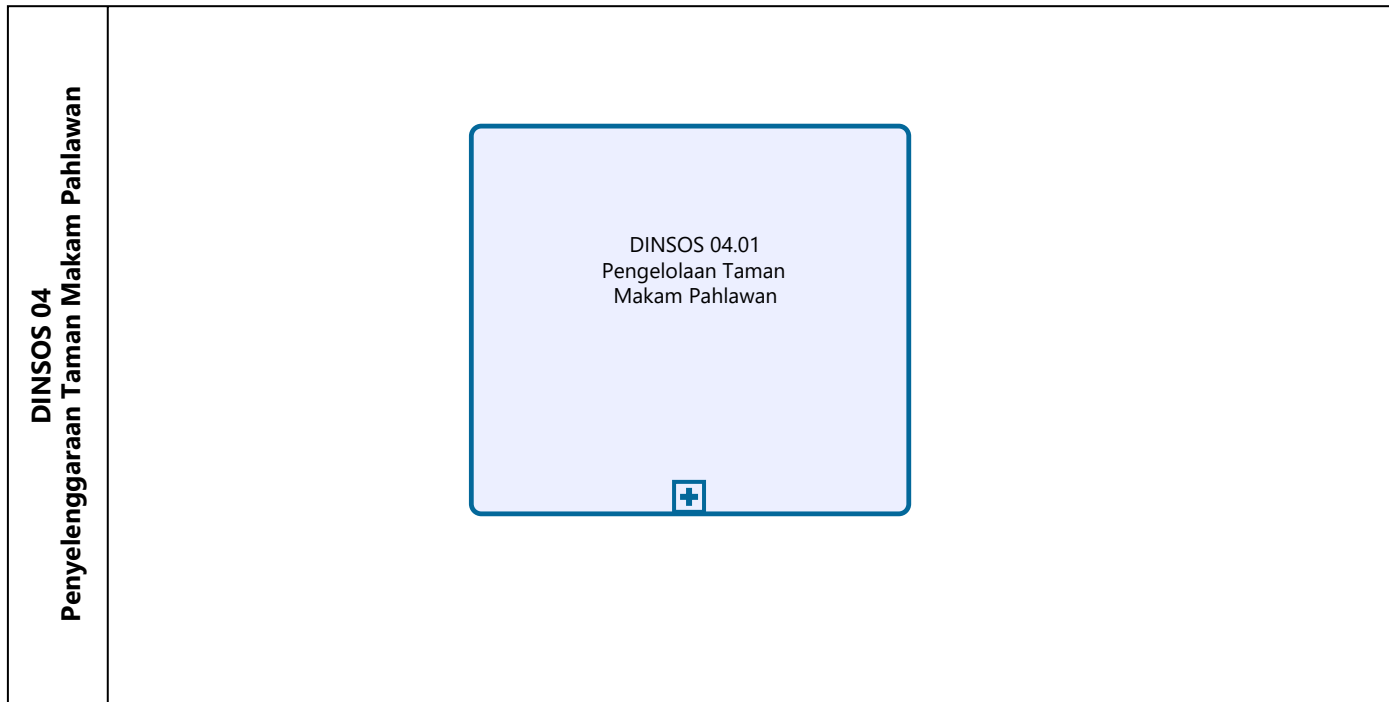 DINSOS 04
Penyelenggaraan Taman Makam Pahlawan
DINSOS 04.01
Pengelolaan Taman
Makam Pahlawan